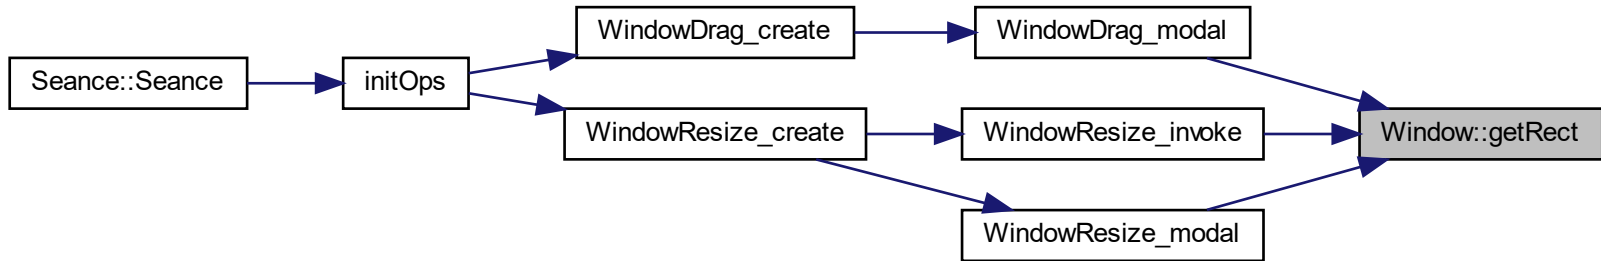 WindowDrag_create
WindowDrag_modal
Seance::Seance
initOps
WindowResize_create
WindowResize_invoke
Window::getRect
WindowResize_modal